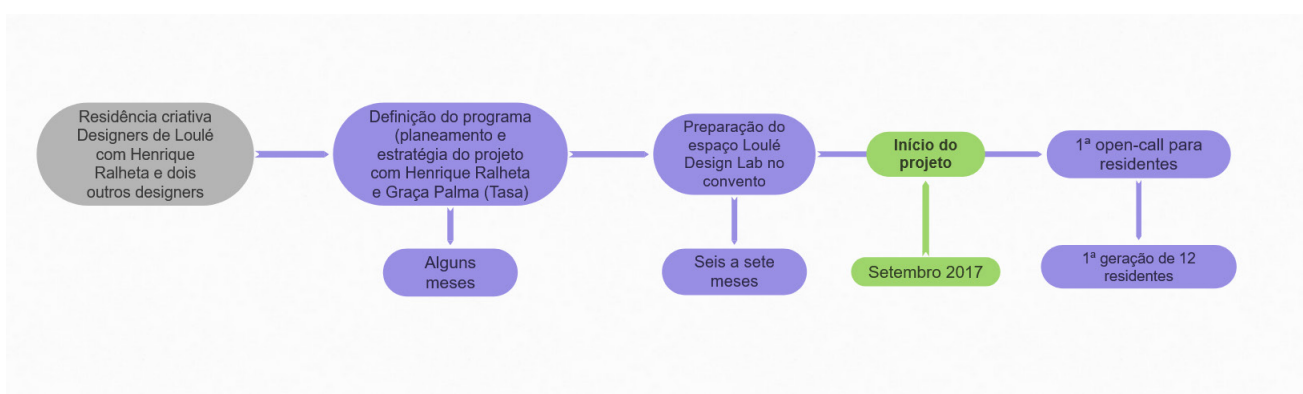 Residência criativa
Designers de Loulé
com Henrique
Ralheta e dois
outros designers
Definição do programa
(planeamento e
estratégia do projeto
com Henrique Ralheta
e Graça Palma (Tasa)
Alguns
meses
Preparação do
espaço Loulé
Design Lab no
convento
Seis a sete
meses
Início do
projeto
Setembro 2017
1ª open-call para
residentes
1ª geração de 12
residentes